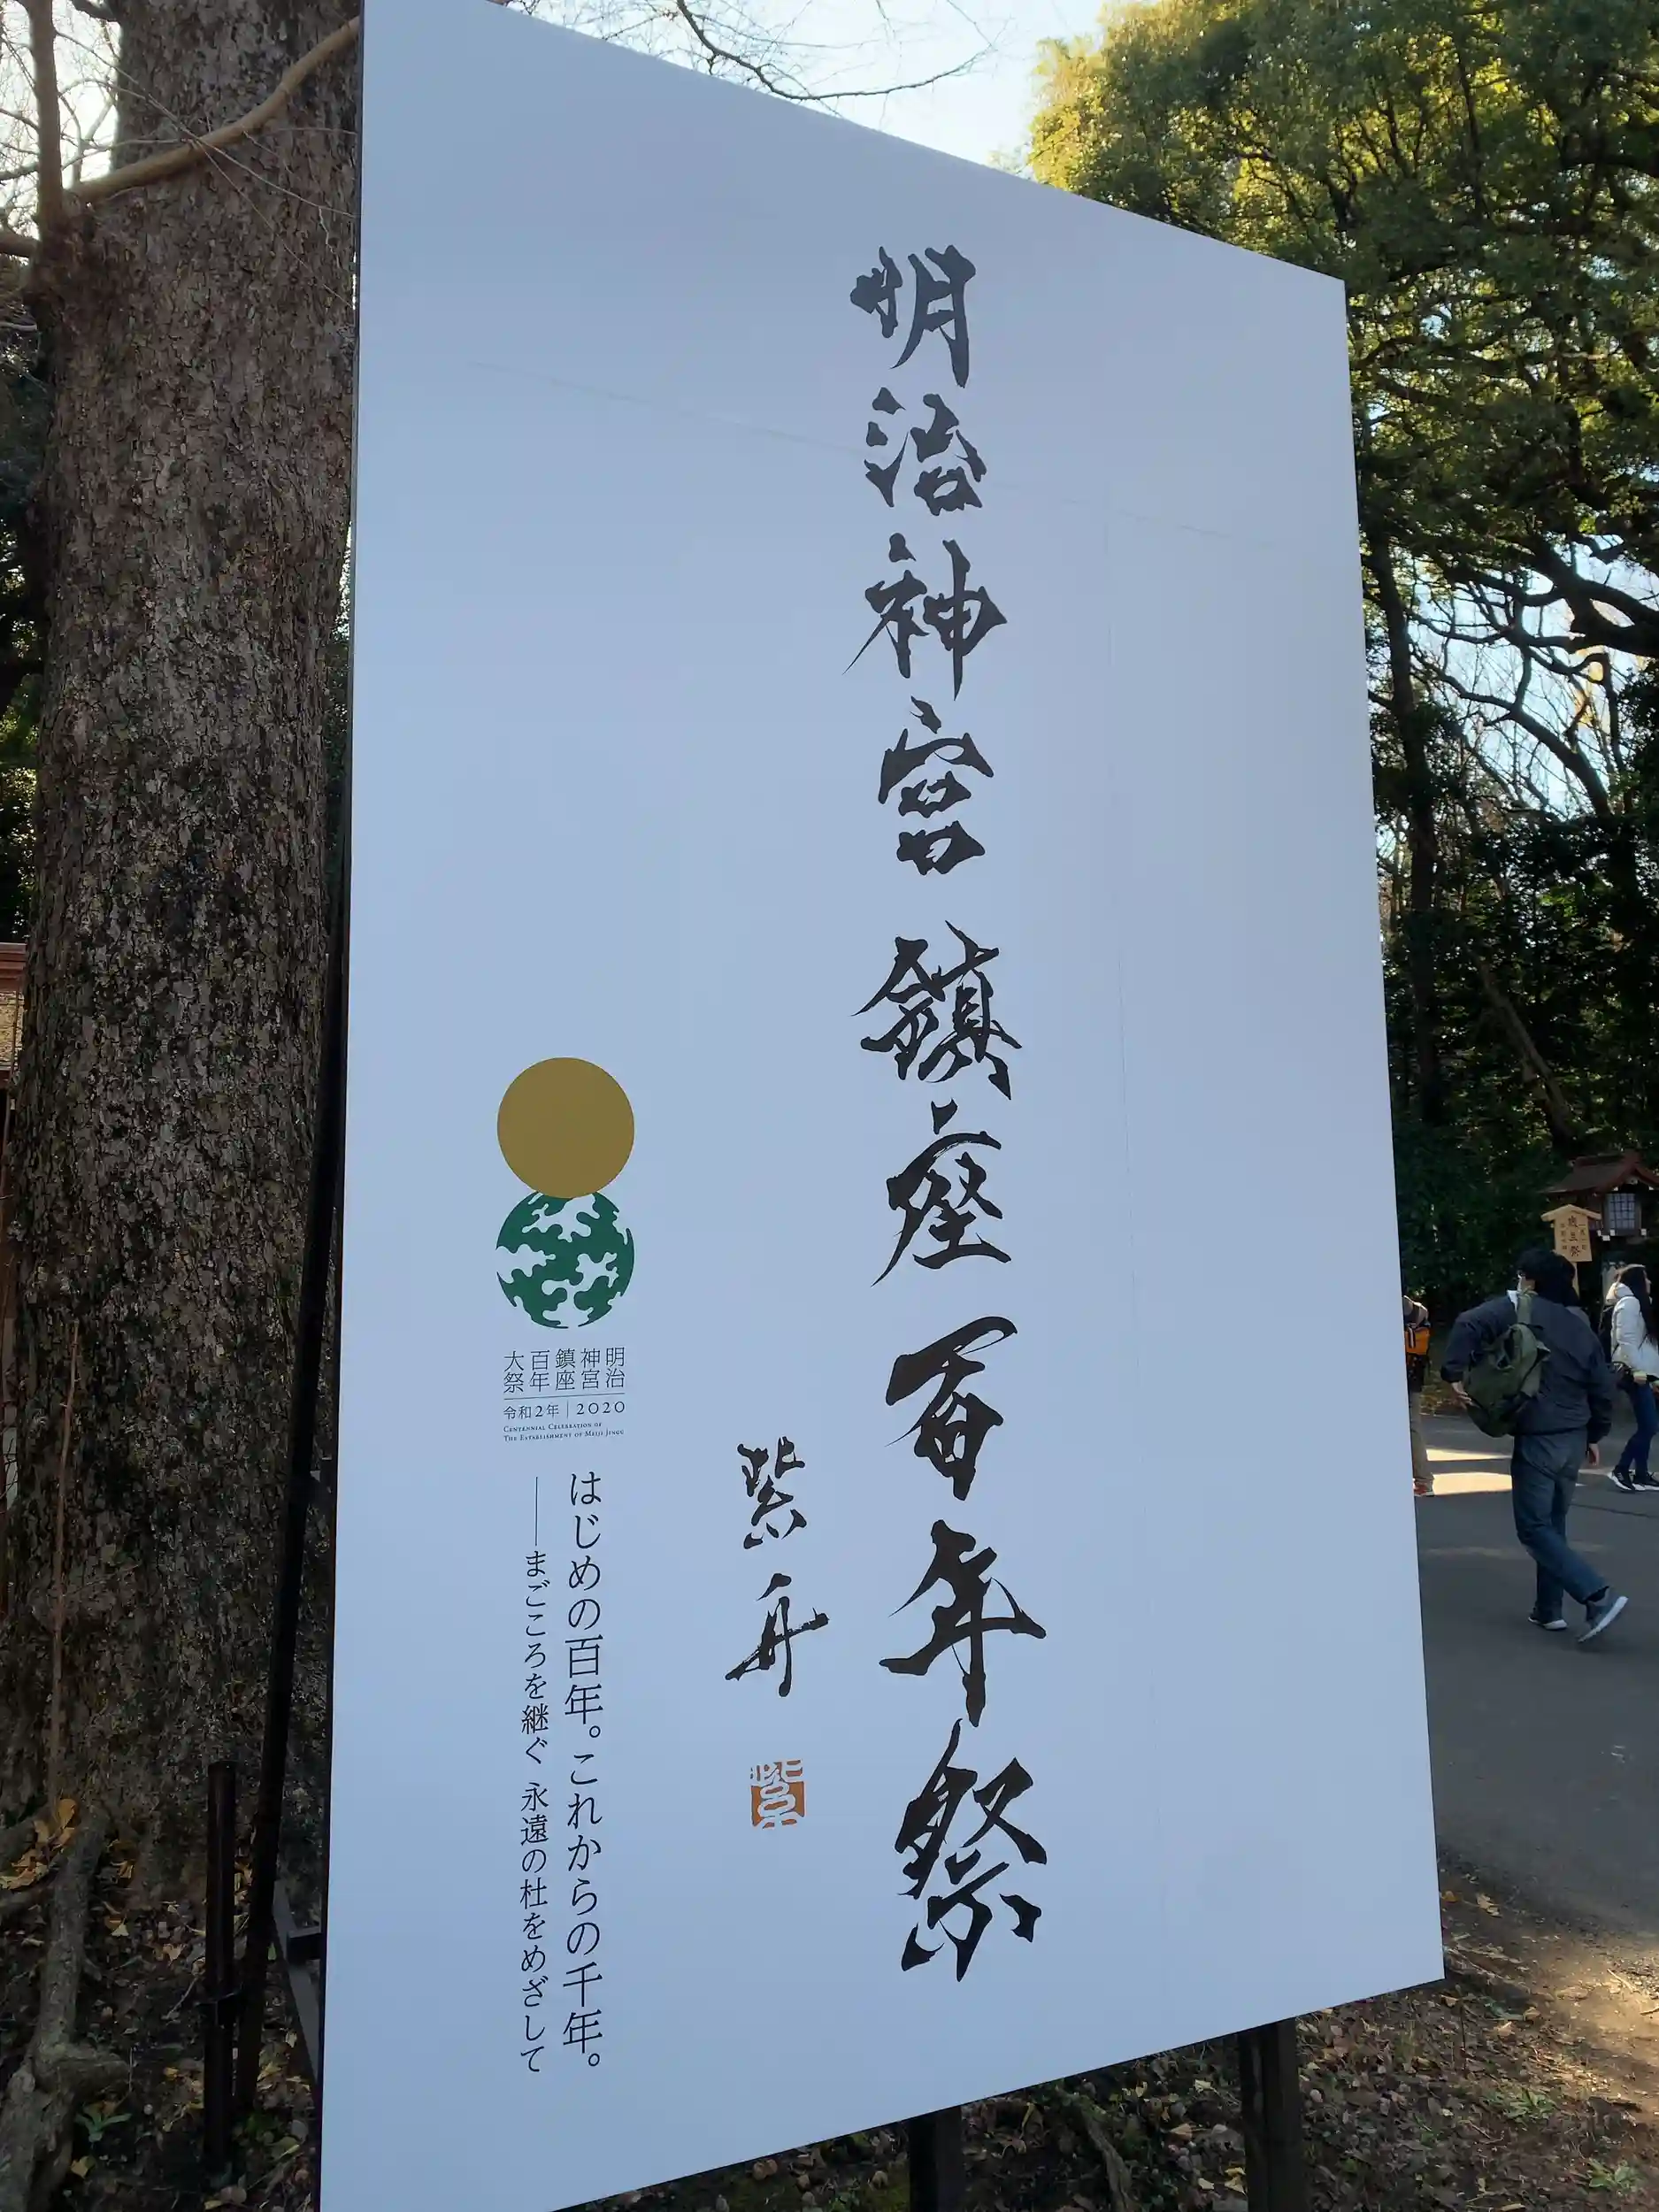 明治神宮鎮座百年祭
紫舟
明治神宮鎮座百年大祭
令和2年|2020
CENTENNIAL CELEBRATION OF
THE ESTABLISHMENT OF MEIJI JINGU
はじめの百年。これからの千年。
——まごころを継ぐ 永遠の杜をめざして
歳旦祭